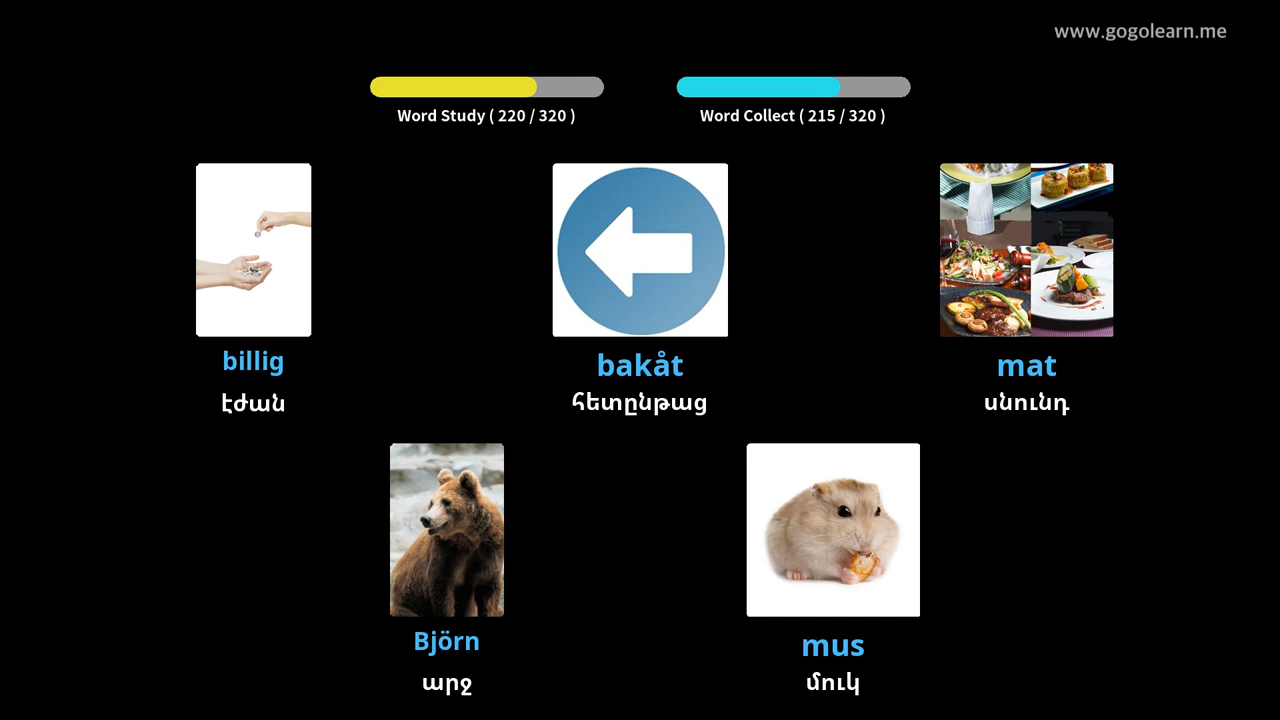 www.gogolearn.me
Word Study ( 220 / 320 )
Word Collect ( 215 / 320 )
billig
էժան
bakåt
հետընթաց
mat
սնունդ
Björn
արջ
mus
մուկ